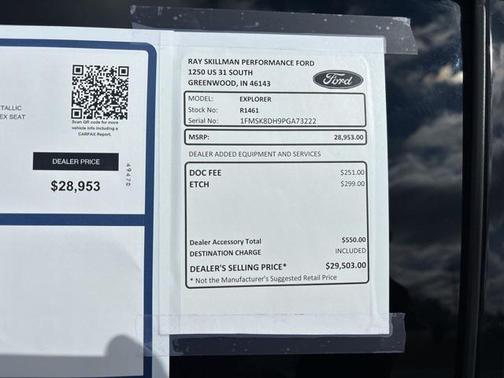 TALLIC
EX SEAT
Scan QR code for more
vehicle info including a
CARFAX Report.
DEALER PRICE
$28,953
49470
RAY SKILLMAN PERFORMANCE FORD
1250 US 31 SOUTH
GREENWOOD, IN 46143
Ford
MODEL: EXPLORER
Stock No: R1461
Serial No: 1FMSK8DH9PGA73222
MSRP: 28,953.00
DEALER ADDED EQUIPMENT AND SERVICES
DOC FEE $251.00
ETCH $299.00
Dealer Accessory Total $550.00
DESTINATION CHARGE INCLUDED
DEALER'S SELLING PRICE* $29,503.00
* Not the Manufacturer's Suggested Retail Price